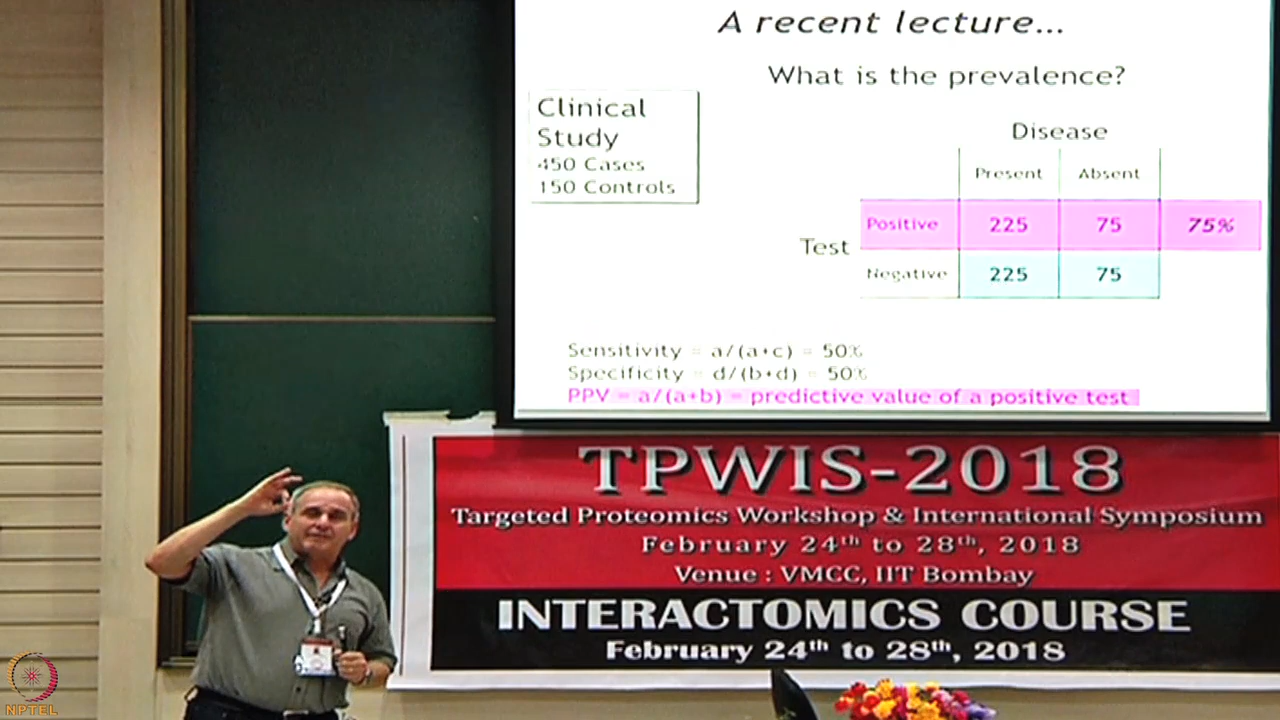 A recent lecture...
What is the prevalence?
Clinical
Study
450 Cases
150 Controls
Disease
Present Absent
Test
Positive 225 75 75%
Negative 225 75
Sensitivity = a/(a+c) = 50%
Specificity = d/(b+d) = 50%
PPV = a/(a+b) = predictive value of a positive test
TPWIS-2018
Targeted Proteomics Workshop & International Symposium
February 24th to 28th, 2018
Venue : VMCC, IIT Bombay
INTERACTOMICS COURSE
February 24th to 28th, 2018
NPTEL